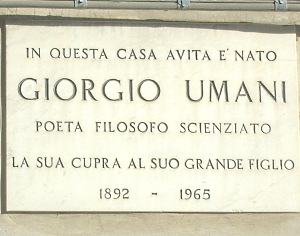 IN QUESTA CASA AVITA E' NATO
GIORGIO UMANI
POETA FILOSOFO SCIENZIATO
LA SUA CUPRA AL SUO GRANDE FIGLIO
1892 - 1965